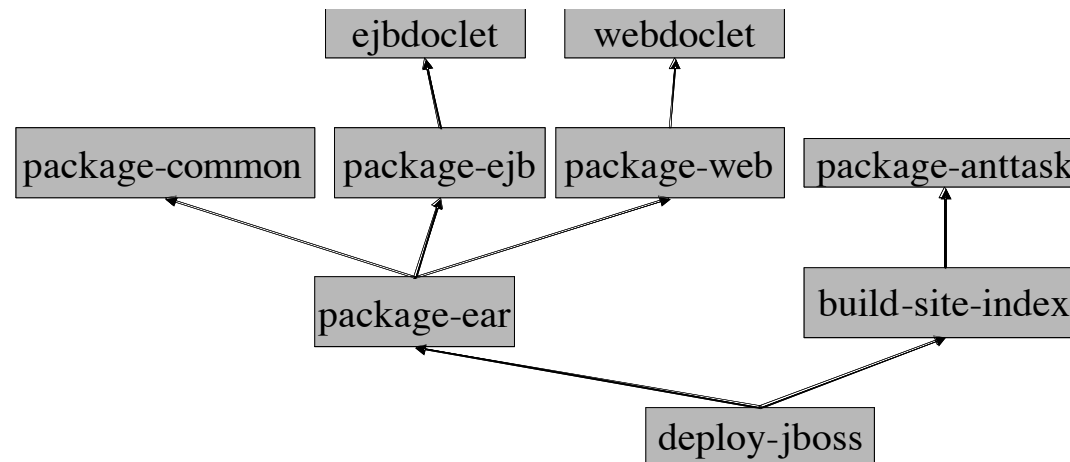 ejbdoclet
webdoclet
package-common
package-ejb
package-web
package-anttask
package-ear
build-site-index
deploy-jboss